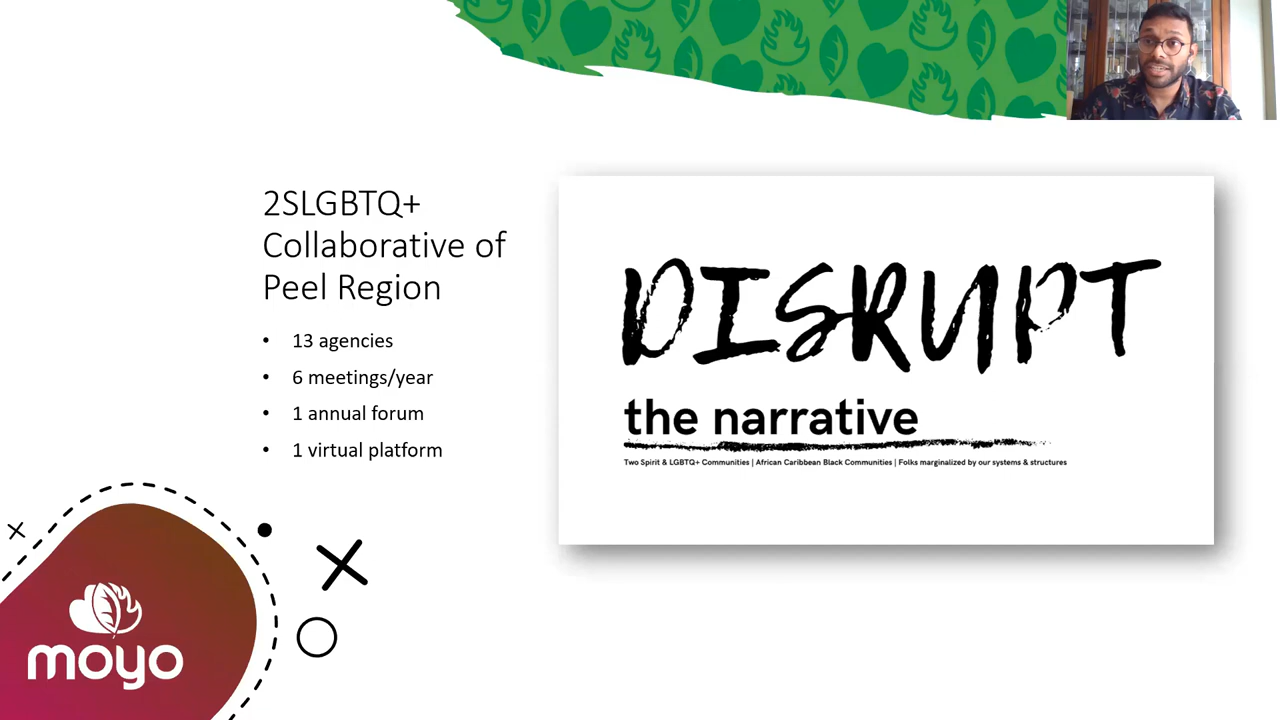 2SLGBTQ+
Collaborative of
Peel Region
• 13 agencies
• 6 meetings/year
• 1 annual forum
• 1 virtual platform
DISRUPT
the narrative
Two Spirit & LGBTQ+ Communities | African Caribbean Black Communities | Folks marginalized by our systems & structures
moyo